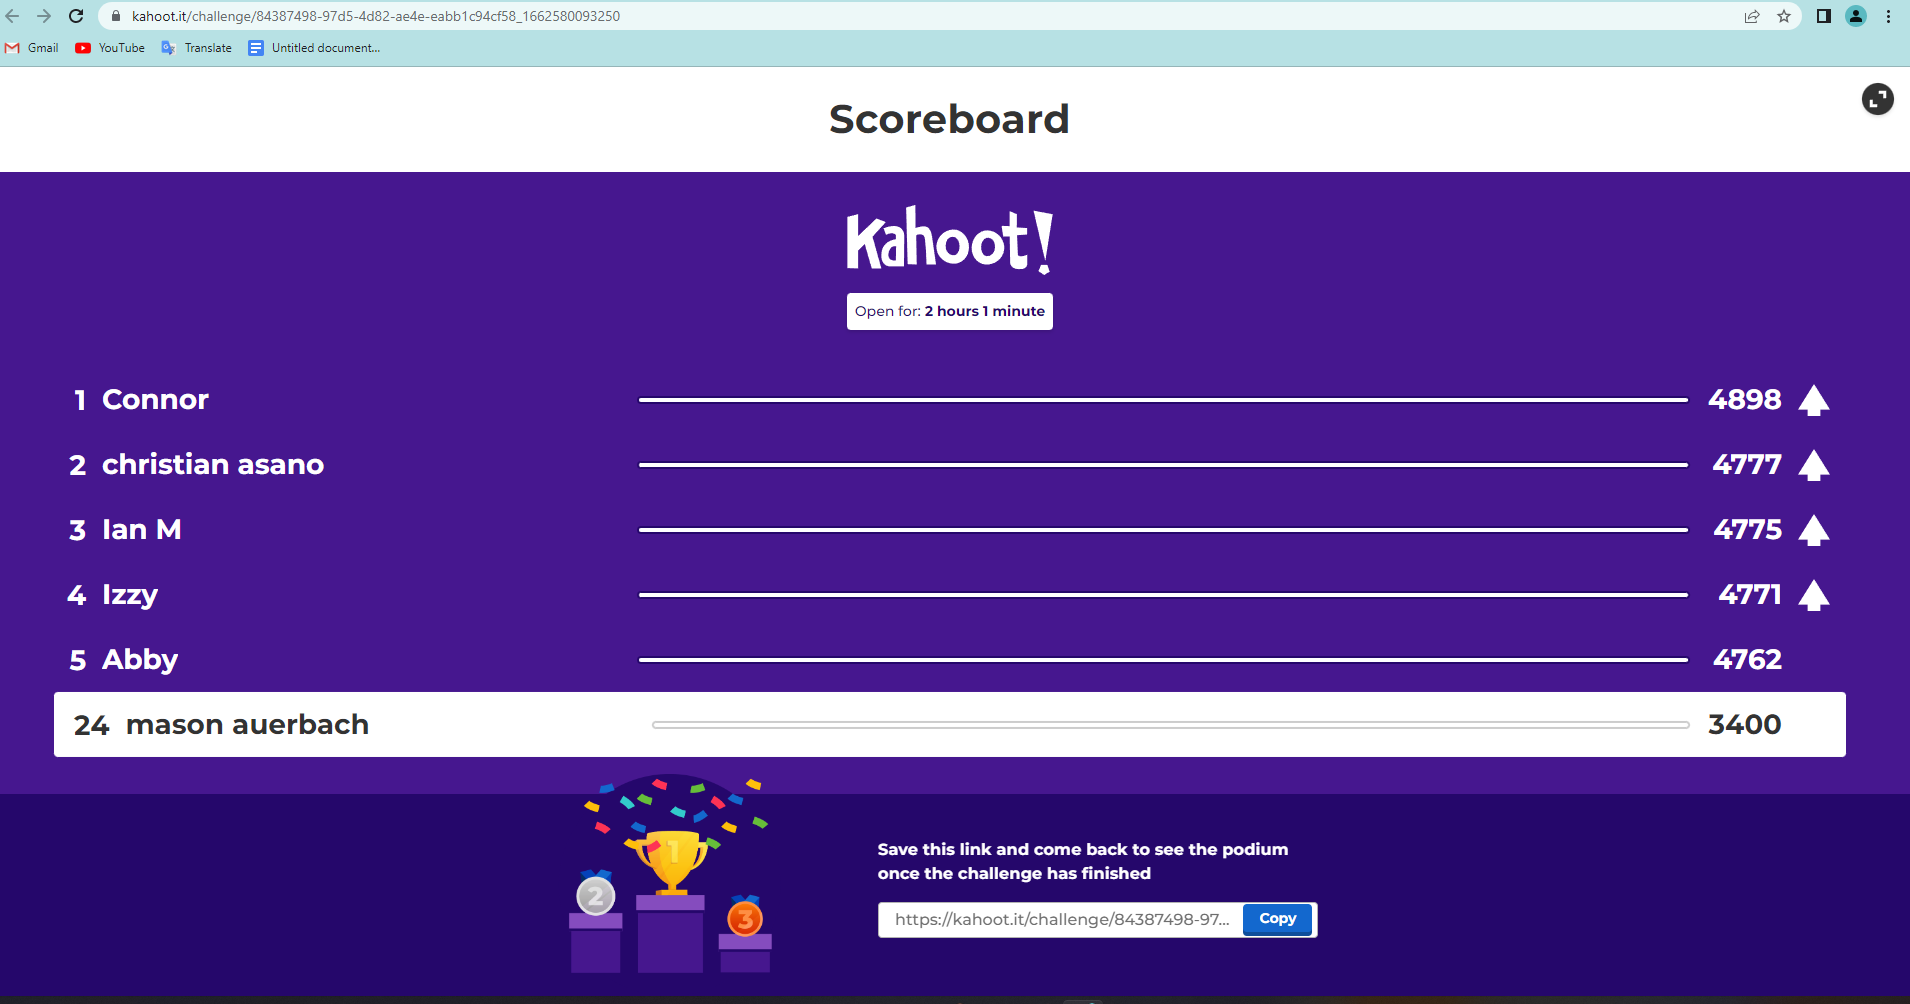 kahoot.it/challenge/84387498-97d5-4d82-ae4e-eabb1c94cf58_1662580093250
Gmail YouTube Translate Untitled document...
Scoreboard
Kahoot!
Open for: 2 hours 1 minute
1 Connor 4898
2 christian asano 4777
3 Ian M 4775
4 Izzy 4771
5 Abby 4762
24 mason auerbach 3400
1
2
3
Save this link and come back to see the podium
once the challenge has finished
https://kahoot.it/challenge/84387498-97... Copy